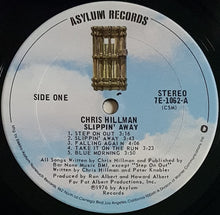 ASYLUM RECORDS
SIDE ONE
STEREO
7E-1062-A
(CSM)
CHRIS HILLMAN
SLIPPIN' AWAY
1. STEP ON OUT 3:16
2. SLIPPIN' AWAY 3:13
3. FALLING AGAIN 4:16
4. TAKE IT ON THE RUN 3:23
5. BLUE MORNING 3:50
All Songs Written by Chris Hillman and Published by
Bar None Music BMI, except "Step On Out"
Written by Chris Hillman and Peter Knobler
Produced by Ron Albert and Howard Albert
For Fat Albert Productions, Inc.
℗1976 by Asylum
Records